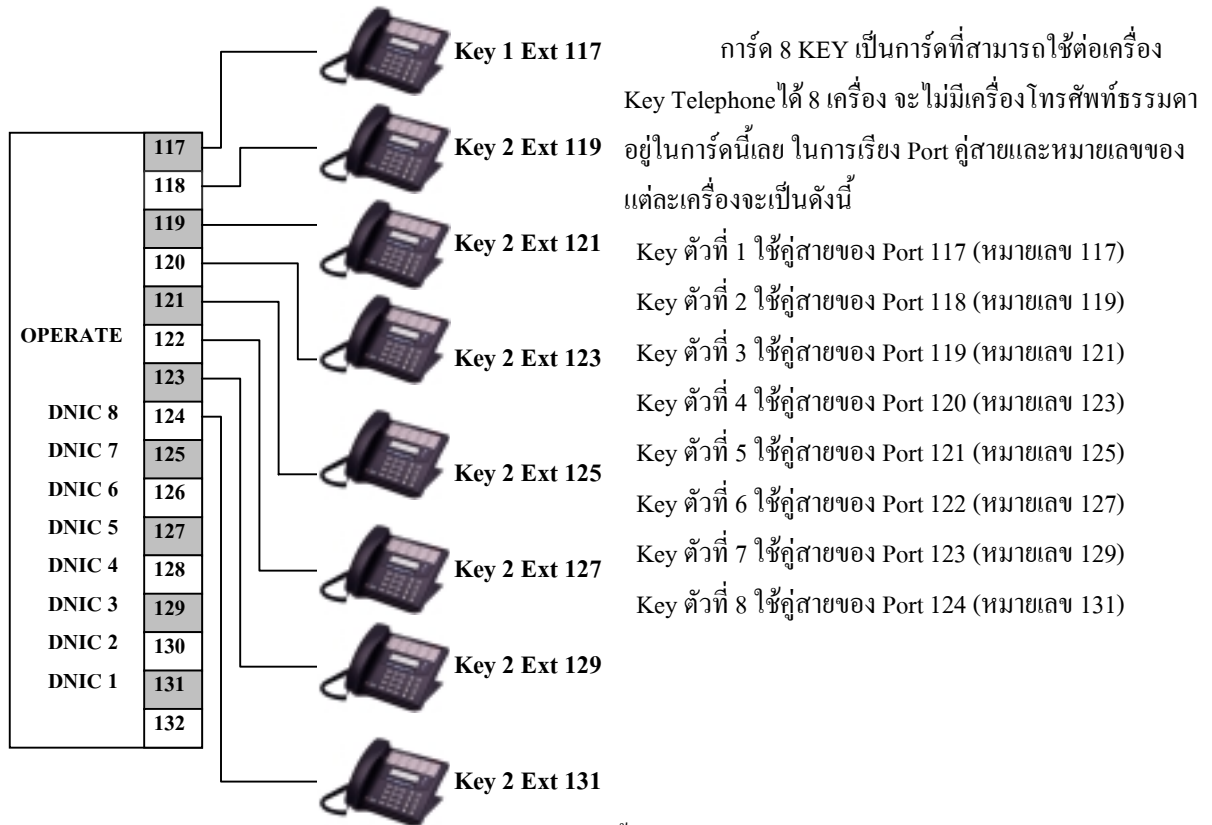 Key 1 Ext 117
Key 2 Ext 119
Key 2 Ext 121
Key 2 Ext 123
Key 2 Ext 125
Key 2 Ext 127
Key 2 Ext 129
Key 2 Ext 131
117
118
119
120
121
122
123
124
125
126
127
128
129
130
131
132
OPERATE
DNIC 8
DNIC 7
DNIC 6
DNIC 5
DNIC 4
DNIC 3
DNIC 2
DNIC 1
การ์ด 8 KEY เป็นการ์ดที่สามารถใช้ต่อเครื่อง
Key Telephone ได้ 8 เครื่อง จะไม่มีเครื่องโทรศัพท์ธรรมดา
อยู่ในการ์ดนี้เลย ในการเรียง Port คู่สายและหมายเลขของ
แต่ละเครื่องจะเป็นดังนี้
Key ตัวที่ 1 ใช้คู่สายของ Port 117 (หมายเลข 117)
Key ตัวที่ 2 ใช้คู่สายของ Port 118 (หมายเลข 119)
Key ตัวที่ 3 ใช้คู่สายของ Port 119 (หมายเลข 121)
Key ตัวที่ 4 ใช้คู่สายของ Port 120 (หมายเลข 123)
Key ตัวที่ 5 ใช้คู่สายของ Port 121 (หมายเลข 125)
Key ตัวที่ 6 ใช้คู่สายของ Port 122 (หมายเลข 127)
Key ตัวที่ 7 ใช้คู่สายของ Port 123 (หมายเลข 129)
Key ตัวที่ 8 ใช้คู่สายของ Port 124 (หมายเลข 131)